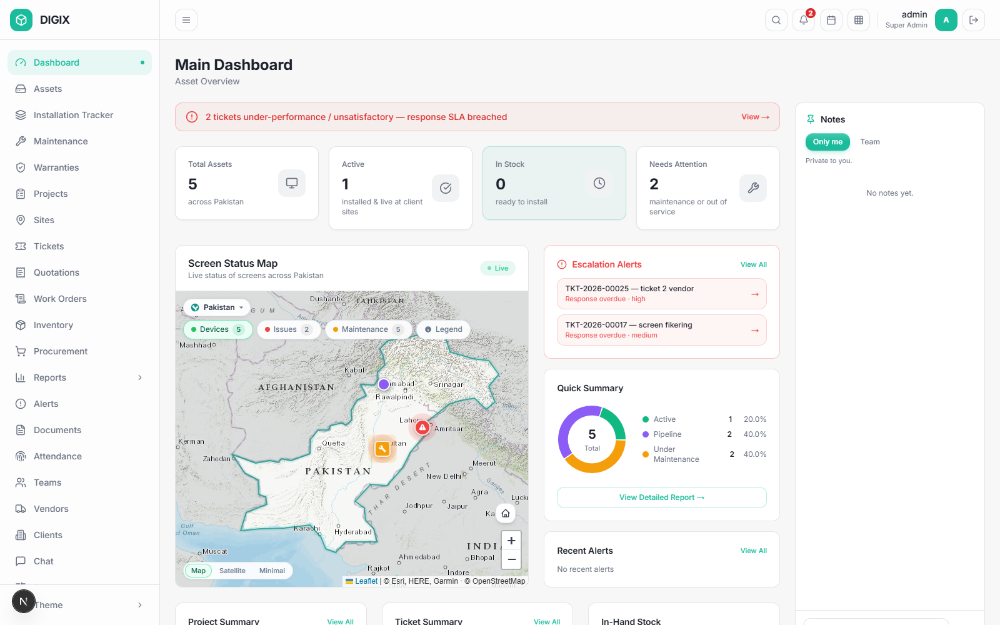 DIGIX
2
admin
Super Admin
A
Dashboard
Assets
Installation Tracker
Maintenance
Warranties
Projects
Sites
Tickets
Quotations
Work Orders
Inventory
Procurement
Reports
Alerts
Documents
Attendance
Teams
Vendors
Clients
Chat
N
Theme
Main Dashboard
Asset Overview
2 tickets under-performance / unsatisfactory — response SLA breached
View →
Total Assets
5
across Pakistan
Active
1
installed & live at client
sites
In Stock
0
ready to install
Needs Attention
2
maintenance or out of
service
Screen Status Map
Live status of screens across Pakistan
Live
Dushanbe
TAJIKISTAN
Pakistan
G U M
Devices 5
Issues 2
Maintenance 5
Legend
Mashhad
Kabul
AFGHANISTAN
amabad
Srinagar
Rawalpindi
Indus
Lahor
Amritsar
Kerman
Quetta
ultan
Zahedan
PAKISTAN
Meerut
New Delhi
Ganges
THAR DESERT
Agra
Luckn
Jodhpur
Jaipur
Ka
Gulf
of Oman
Karachi
Hyderabad
INDIA
Muscat
Ahmedabad
Bhopal
Rajkot
Indore
+
−
Map
Satellite
Minimal
Leaflet | © Esri, HERE, Garmin · © OpenStreetMap
Escalation Alerts
View All
TKT-2026-00025 — ticket 2 vendor
Response overdue · high
→
TKT-2026-00017 — screen fikering
Response overdue · medium
→
Quick Summary
5
Total
Active 1 20.0%
Pipeline 2 40.0%
Under
Maintenance 2 40.0%
View Detailed Report →
Recent Alerts
View All
No recent alerts
Project Summary
View All
Ticket Summary
View All
In-Hand Stock
Notes
Only me
Team
Private to you.
No notes yet.